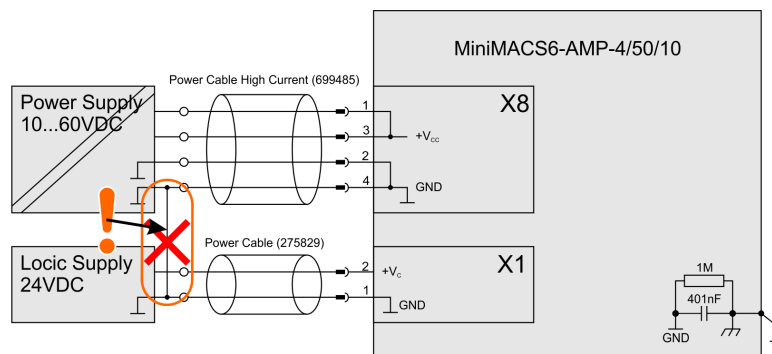 MiniMACS6-AMP-4/50/10
Power Cable High Current (699485)
Power Supply
10...60VDC
1
3
2
4
+Vcc
GND
X8
Locic Supply
24VDC
Power Cable (275829)
2
1
+Vc
GND
X1
1M
401nF
GND